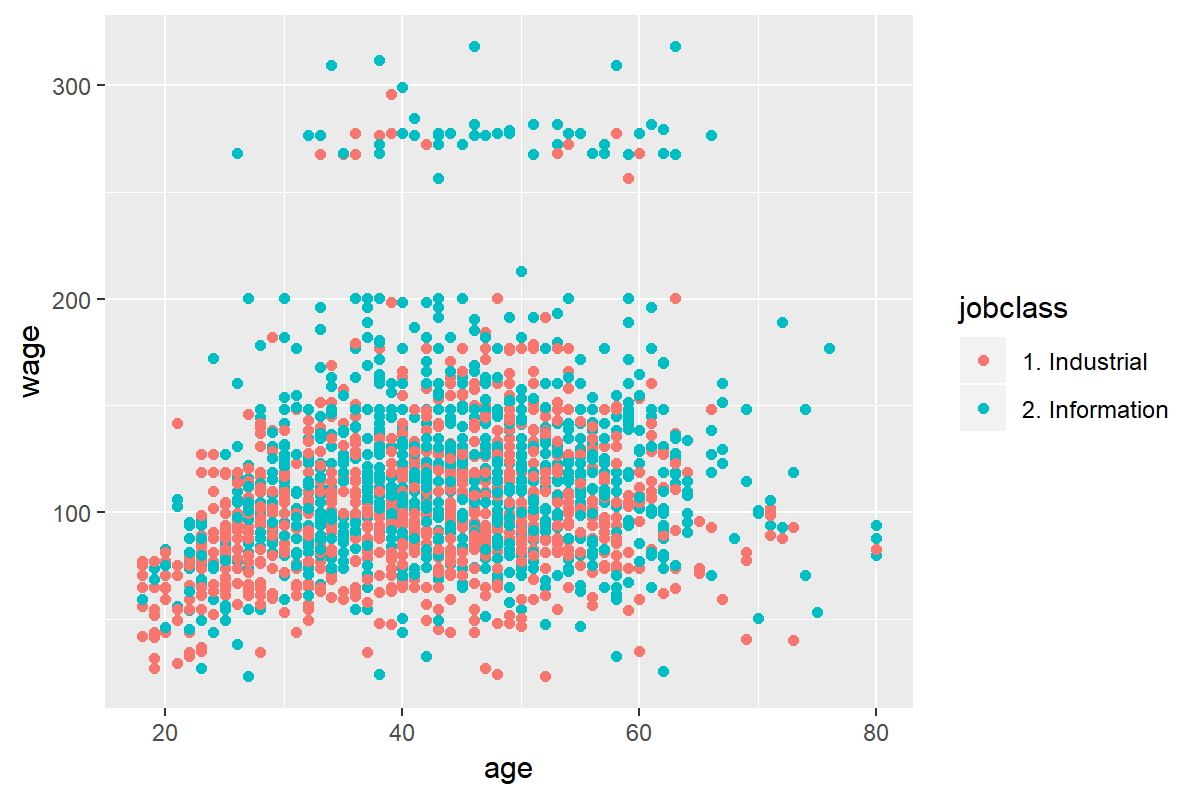 300
200
100
wage
20 40 60 80
age
jobclass
1. Industrial
2. Information